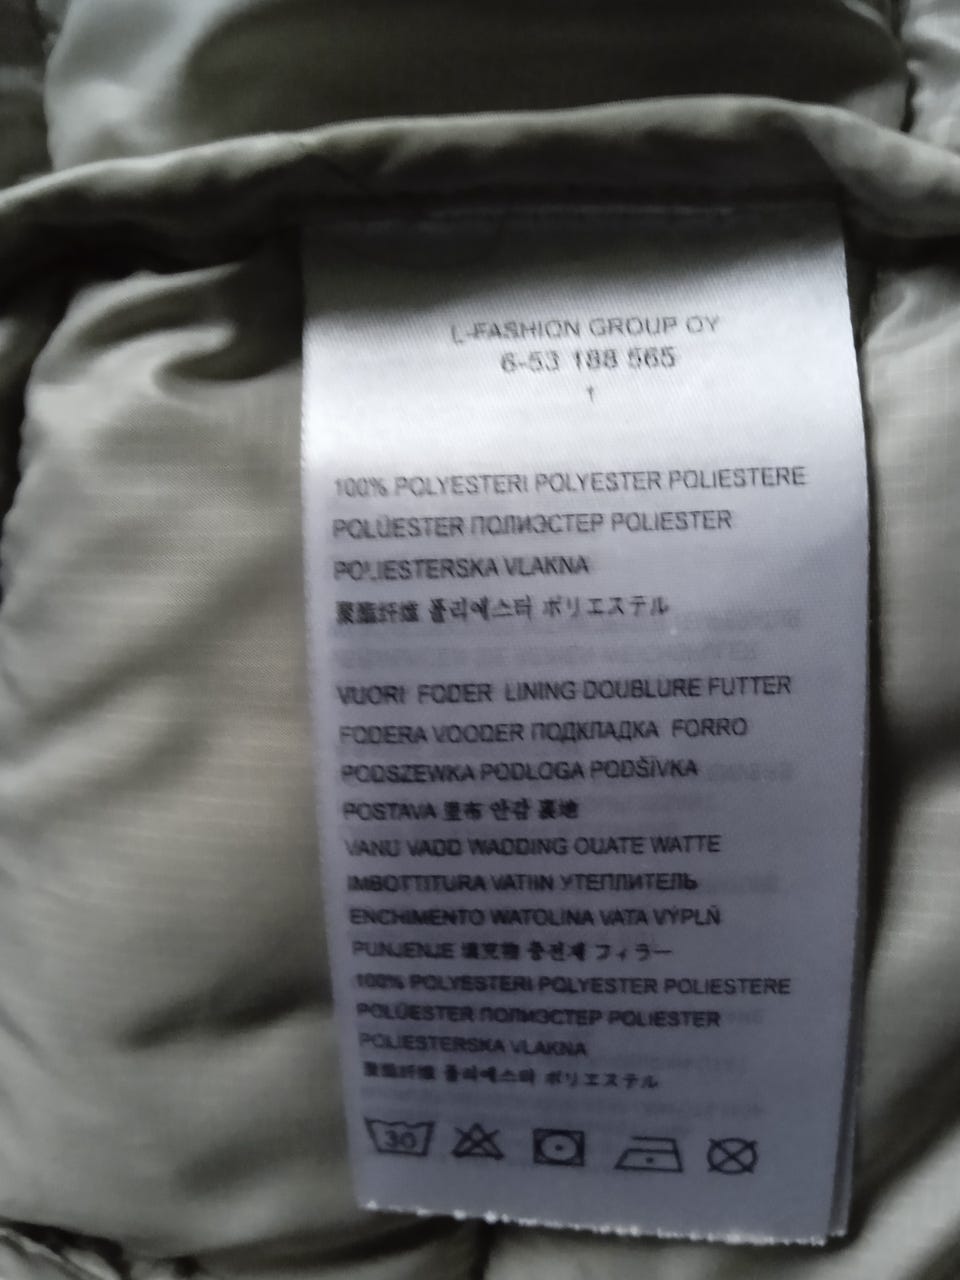 L-FASHION GROUP OY
6-53 188 565
100% POLYESTERI POLYESTER POLIESTERE
POLÜESTER ПОЛИЭСТЕР POLIESTER
POLIESTERSKA VLAKNA
聚酯纤维 폴리에스터 ポリエステル
VUORI FODER LINING DOUBLURE FUTTER
FODERA VOODER ПОДКЛАДКА FORRO
PODSZEWKA PODLOGA PODŠÍVKA
POSTAVA 里布 안감 裏地
VANU VADD WADDING OUATE WATTE
IMBOTTITURA VATIIN УТЕПЛИТЕЛЬ
ENCHIMENTO WATOLINA VATA VÝPLŇ
PUNJENJE 填充物 충전재 フィラー
100% POLYESTERI POLYESTER POLIESTERE
POLÜESTER ПОЛИЭСТЕР POLIESTER
POLIESTERSKA VLAKNA
聚酯纤维 폴리에스터 ポリエステル
30